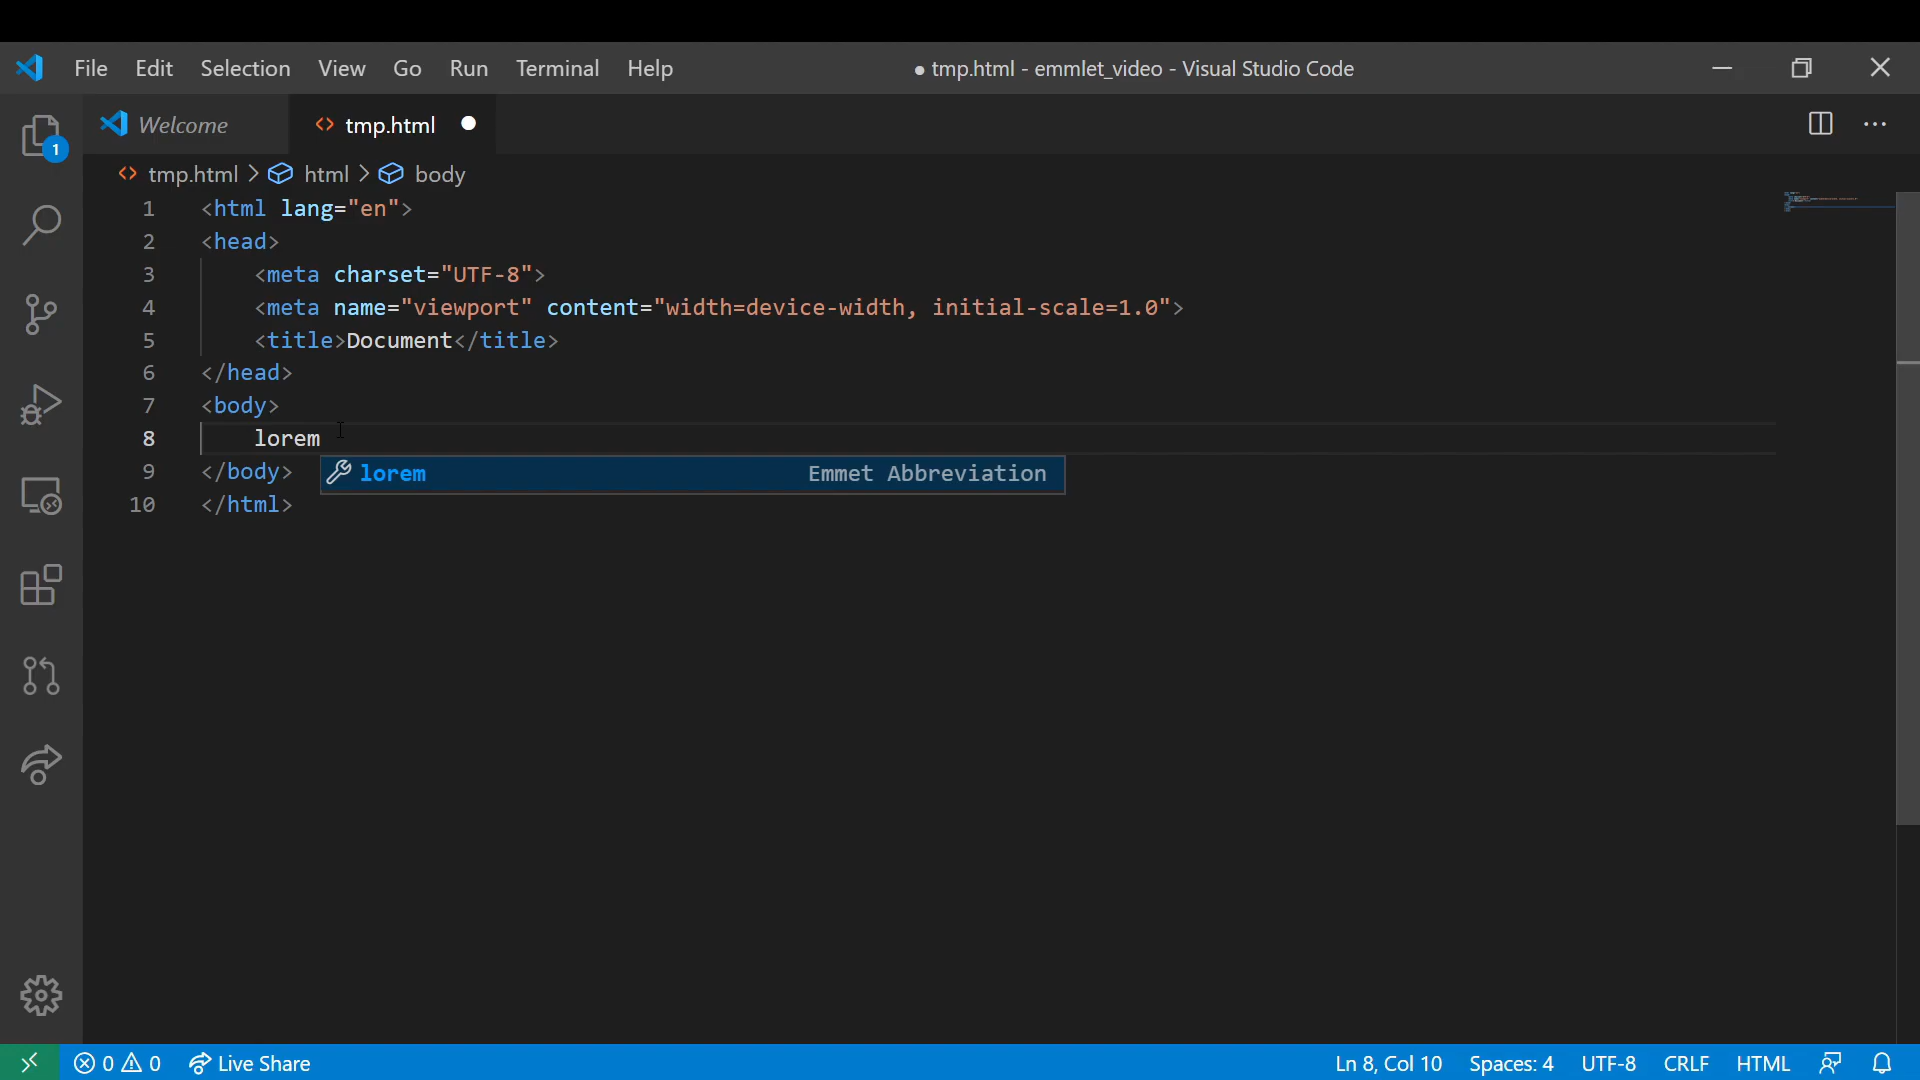 File Edit Selection View Go Run Terminal Help ● tmp.html - emmlet_video - Visual Studio Code
Welcome <> tmp.html ●
<> tmp.html > html > body
1 <html lang="en">
2 <head>
3 <meta charset="UTF-8">
4 <meta name="viewport" content="width=device-width, initial-scale=1.0">
5 <title>Document</title>
6 </head>
7 <body>
8 lorem
lorem Emmet Abbreviation
9 </body>
10 </html>
1
0 0 Live Share Ln 8, Col 10 Spaces: 4 UTF-8 CRLF HTML